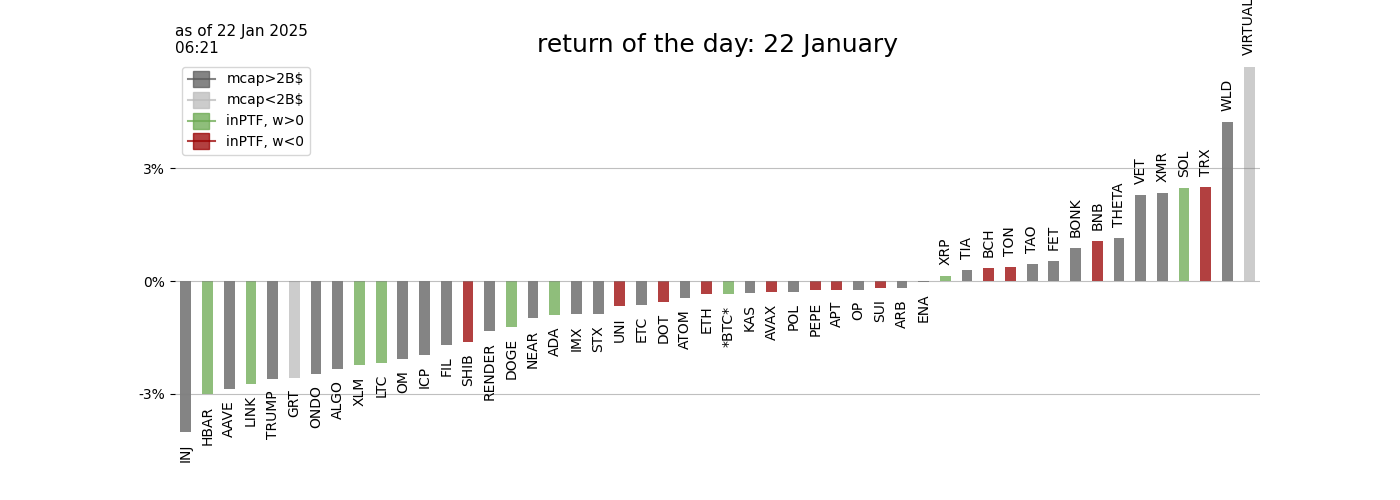 as of 22 Jan 2025
06:21
return of the day: 22 January
mcap>2B$
mcap<2B$
inPTF, w>0
inPTF, w<0
3%
0%
-3%
INJ
HBAR
AAVE
LINK
TRUMP
GRT
ONDO
ALGO
XLM
LTC
OM
ICP
FIL
SHIB
RENDER
DOGE
NEAR
ADA
IMX
STX
UNI
ETC
DOT
ATOM
ETH
*BTC*
KAS
AVAX
POL
PEPE
APT
OP
SUI
ARB
ENA
XRP
TIA
BCH
TON
TAO
FET
BONK
BNB
THETA
VET
XMR
SOL
TRX
WLD
VIRTUAL